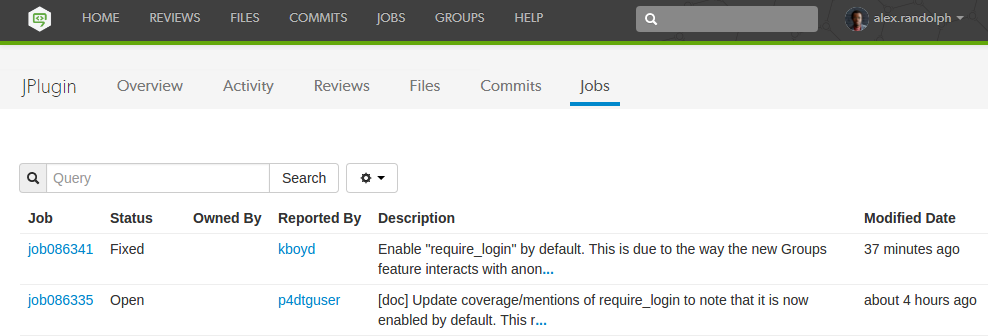 HOME REVIEWS FILES COMMITS JOBS GROUPS HELP alex.randolph
JPlugin Overview Activity Reviews Files Commits Jobs
Query Search
Job Status Owned By Reported By Description Modified Date
job086341 Fixed kboyd Enable "require_login" by default. This is due to the way the new Groups 37 minutes ago
feature interacts with anon...
job086335 Open p4dtguser [doc] Update coverage/mentions of require_login to note that it is now about 4 hours ago
enabled by default. This r...